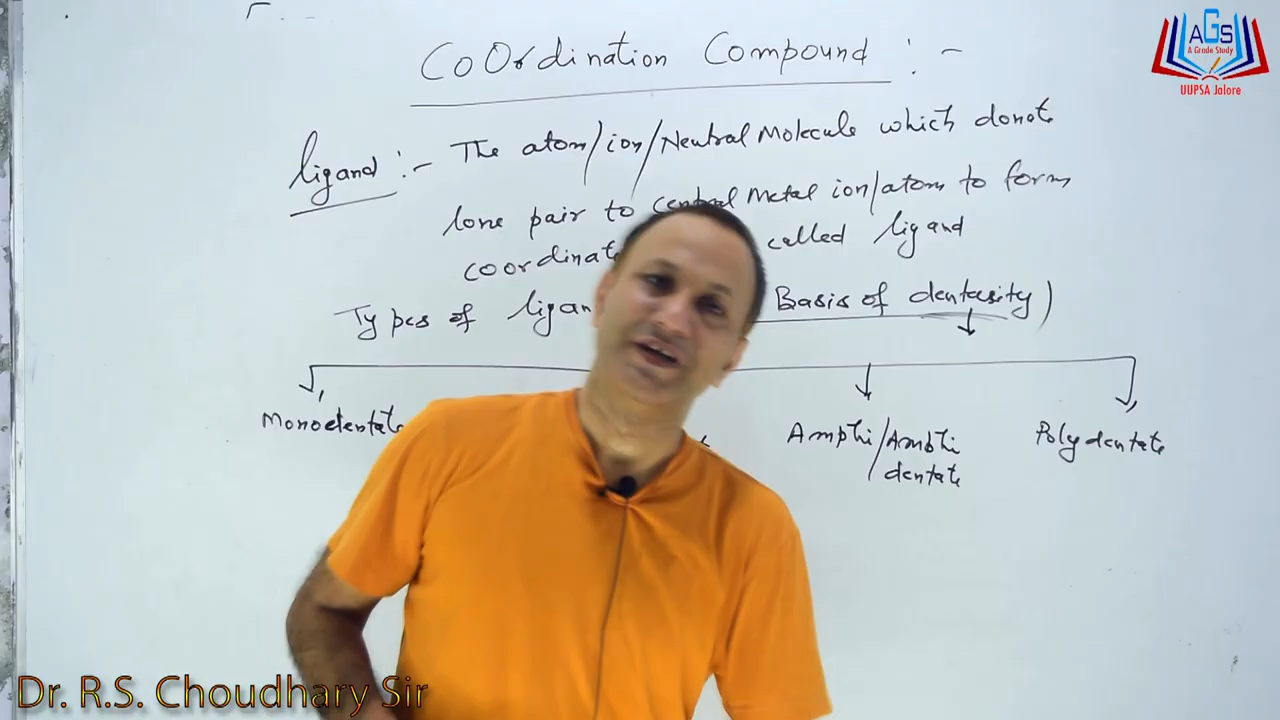 CoOrdination Compound :-
AGS
A Grade Study
UUPSA Jalore
ligand :- The atom/ion/Neutral Molecule which donate
lone pair to central Metal ion/atom to form
coordinate called ligand
Types of ligan Basis of dentasity)
Monodentate Amphi/Ambi Polydentate
dentate
Dr. R.S. Choudhary Sir